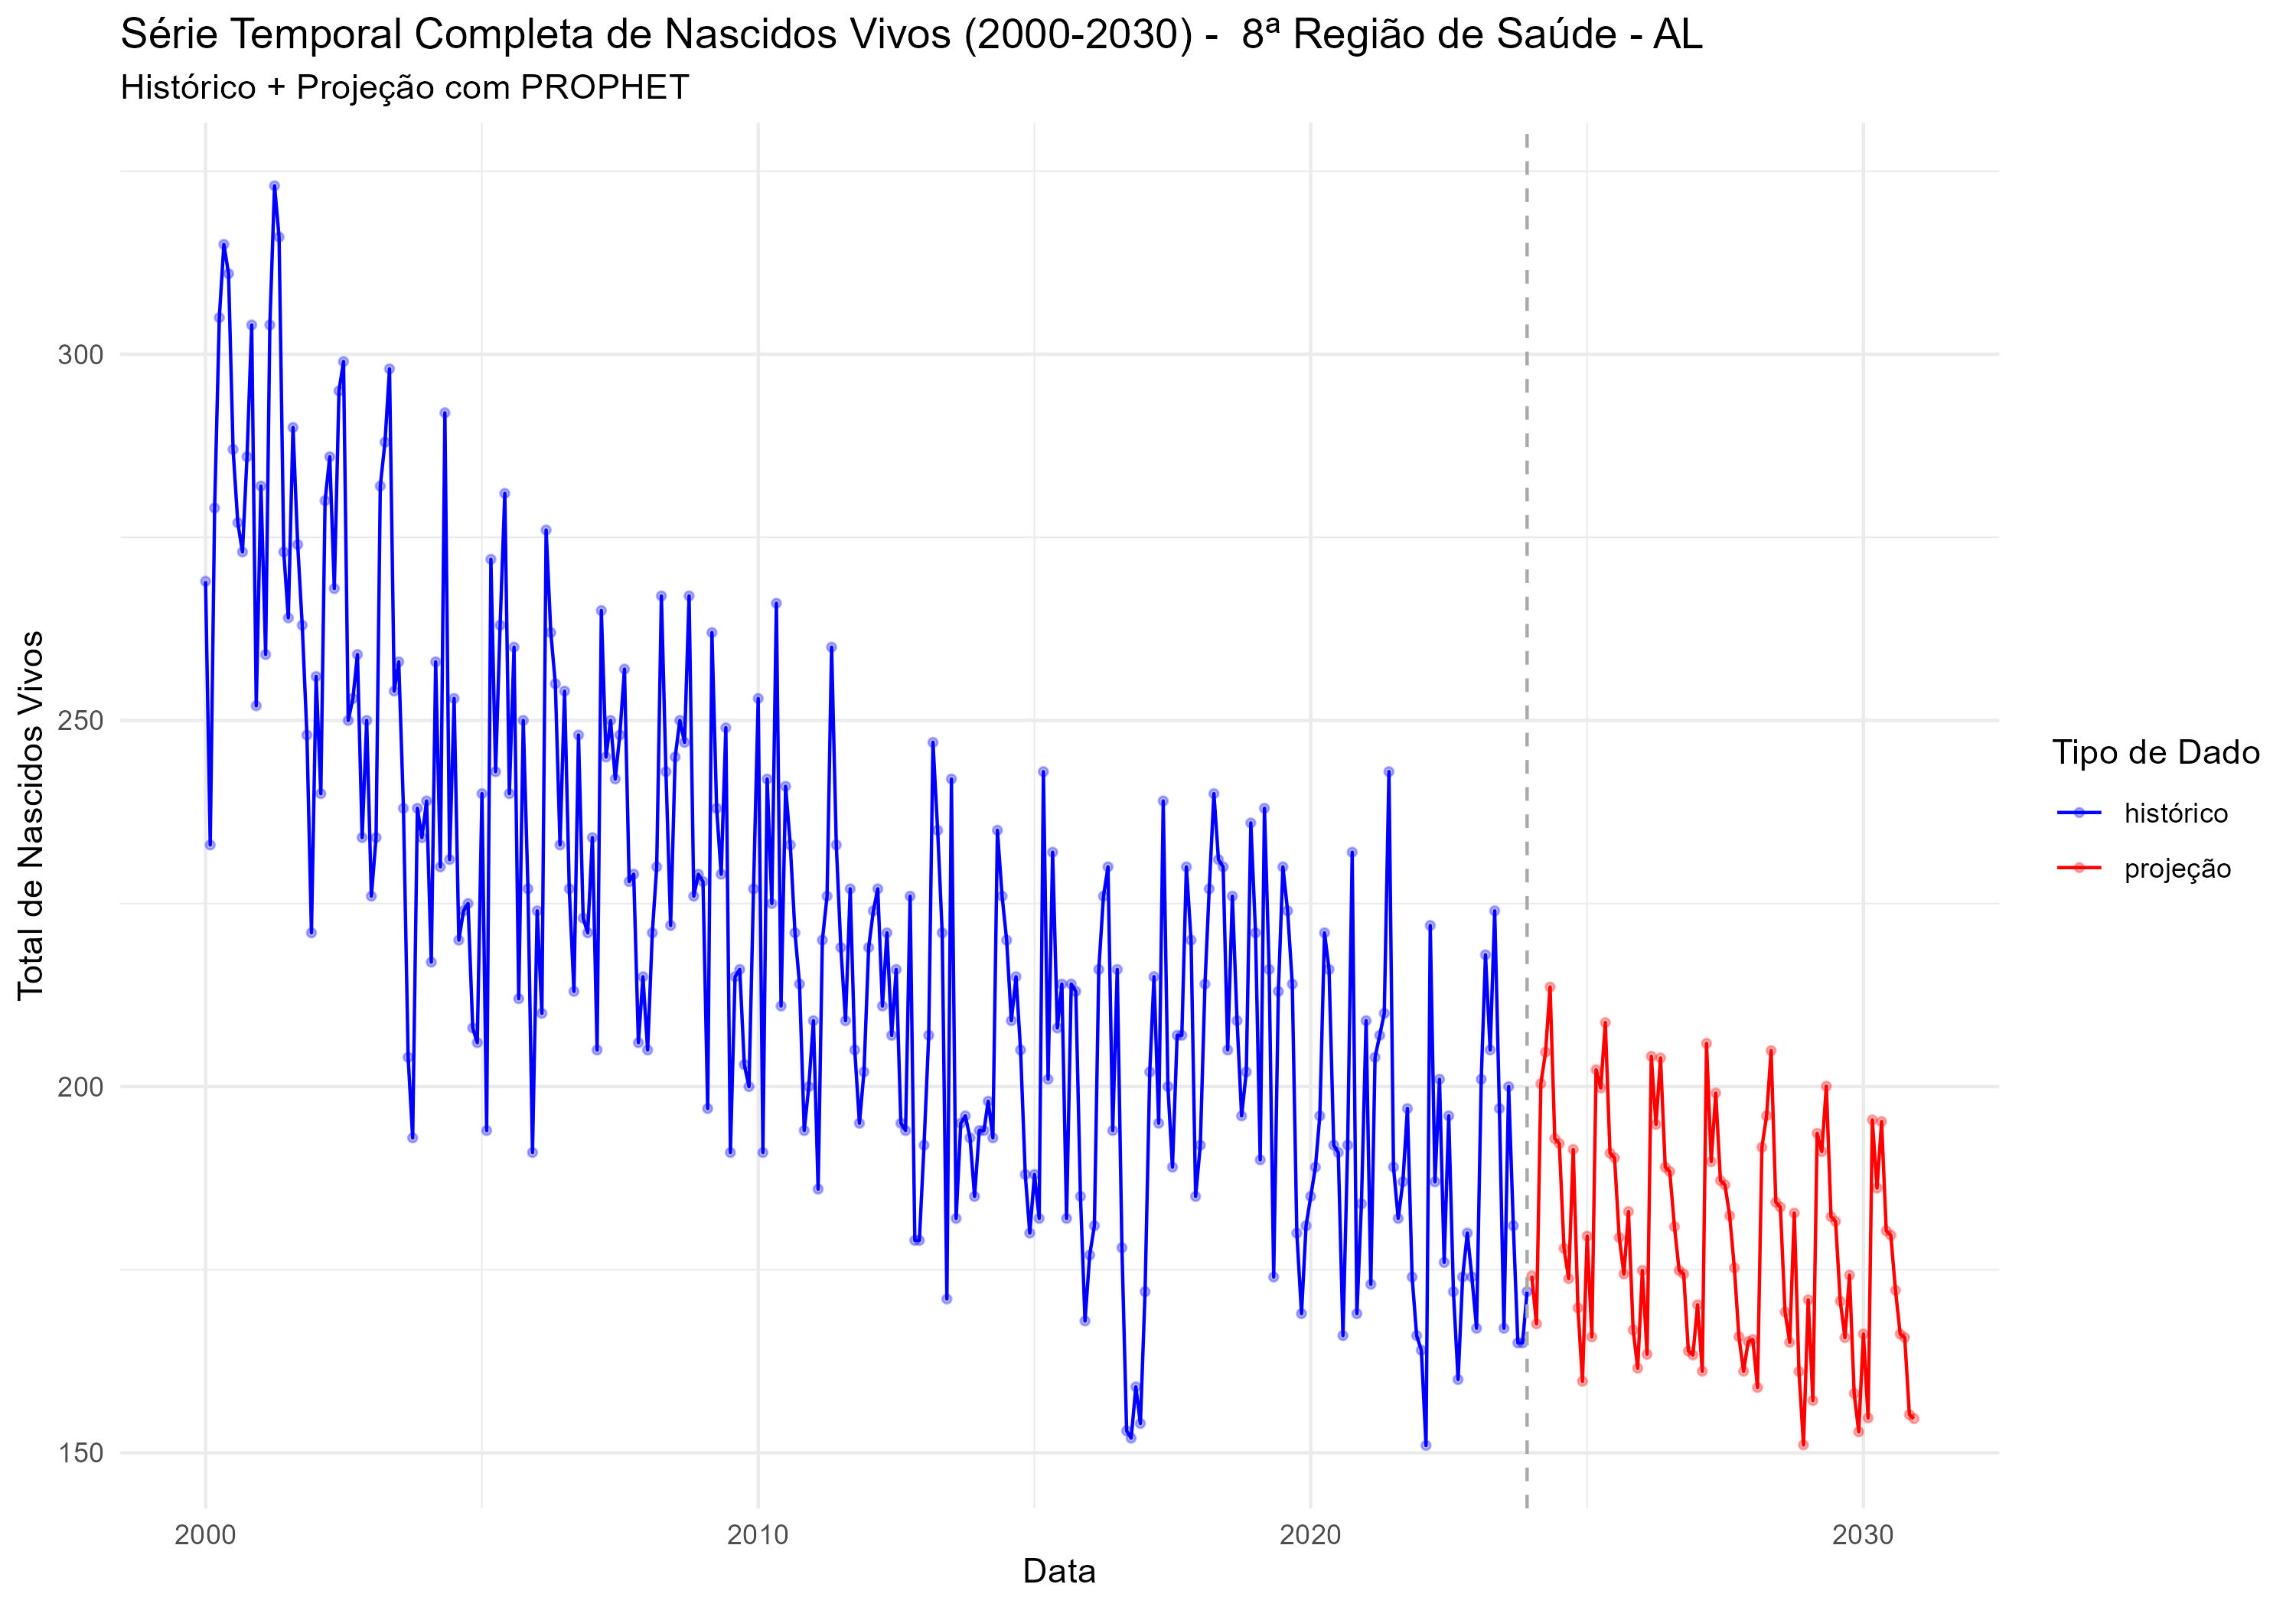 Série Temporal Completa de Nascidos Vivos (2000-2030) -  8ª Região de Saúde - AL
Histórico + Projeção com PROPHET
Total de Nascidos Vivos
300
250
200
150
2000
2010
2020
2030
Data
Tipo de Dado
histórico
projeção